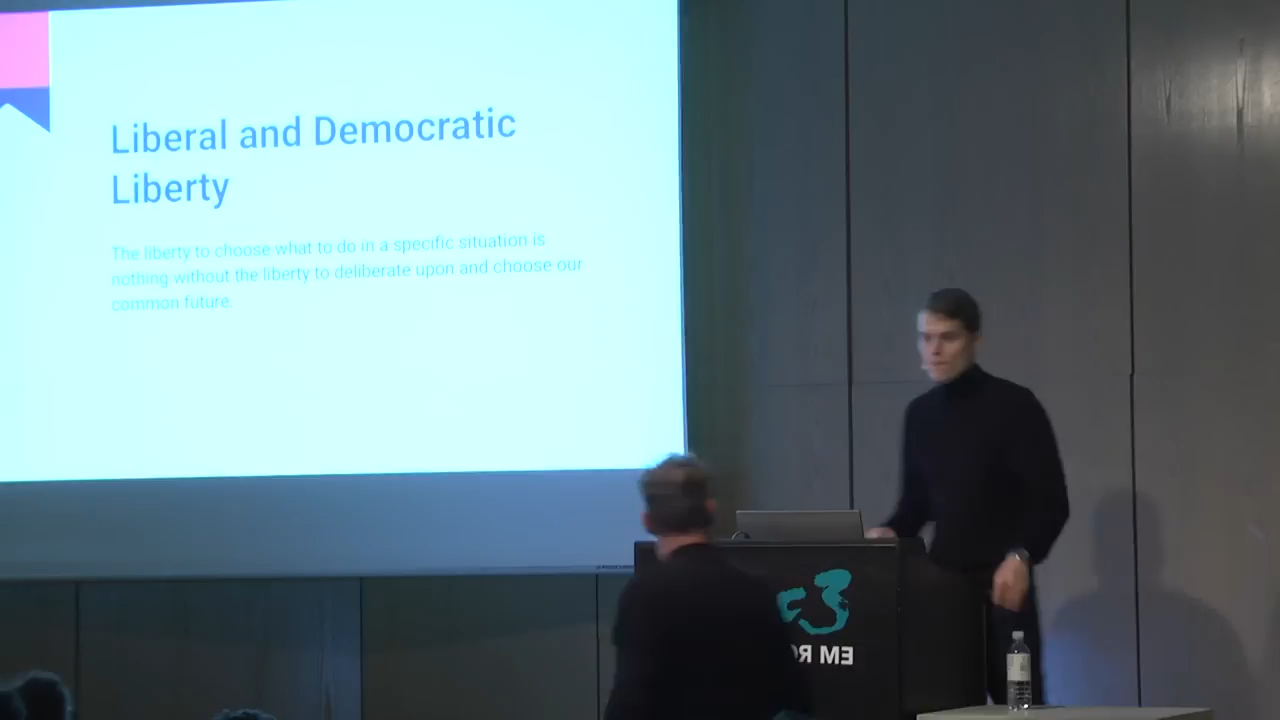 Liberal and Democratic
Liberty
The liberty to choose what to do in a specific situation is
nothing without the liberty to deliberate upon and choose our
common future.